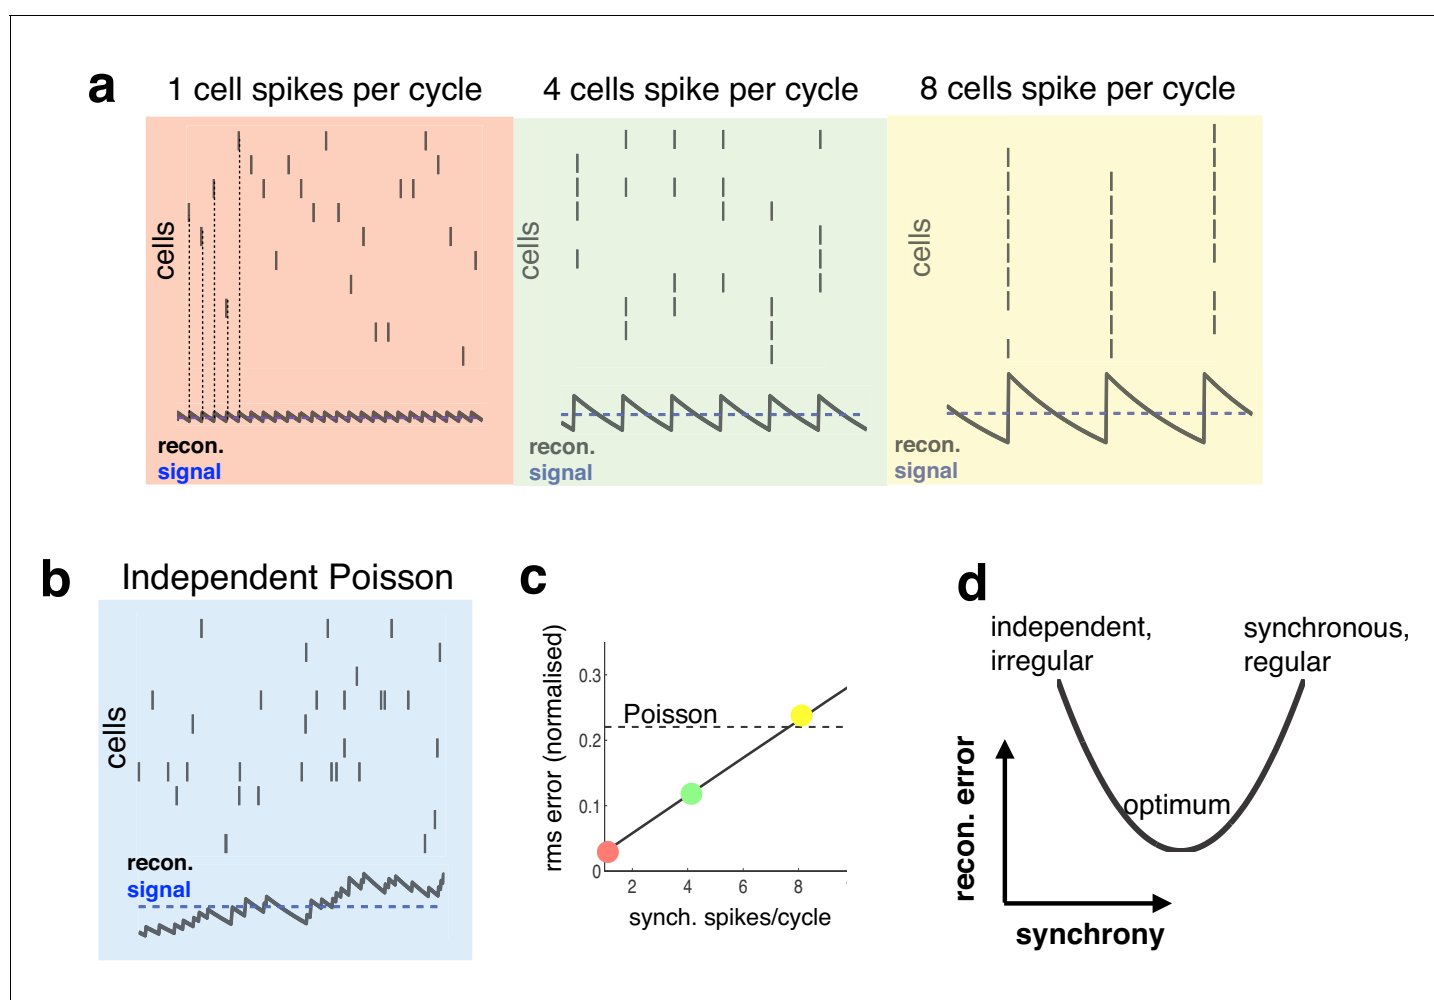 a
1 cell spikes per cycle
4 cells spike per cycle
8 cells spike per cycle
cells
cells
cells
recon.
signal
recon.
signal
recon.
signal
b
Independent Poisson
cells
recon.
signal
c
rms error (normalised)
0.3
0.2
0.1
0
Poisson
2
4
6
8
synch. spikes/cycle
d
independent,
irregular
synchronous,
regular
optimum
recon. error
synchrony